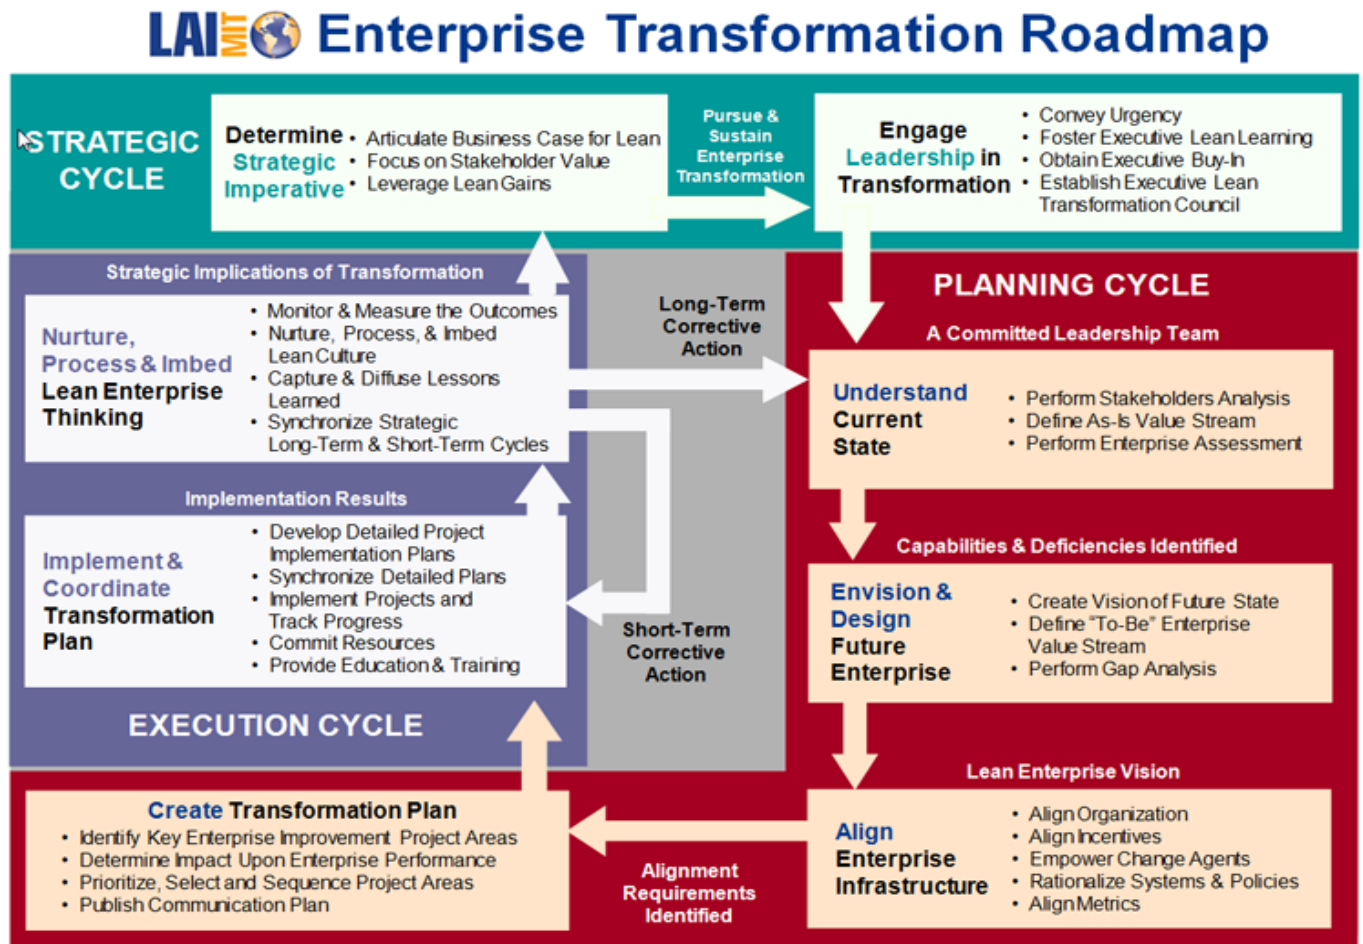 LAI MIT Enterprise Transformation Roadmap
STRATEGIC
CYCLE
Determine
Strategic
Imperative
• Articulate Business Case for Lean
• Focus on Stakeholder Value
• Leverage Lean Gains
Pursue &
Sustain
Enterprise
Transformation
Engage
Leadership in
Transformation
• Convey Urgency
• Foster Executive Lean Learning
• Obtain Executive Buy-In
• Establish Executive Lean
Transformation Council
Strategic Implications of Transformation
Nurture,
Process & Imbed
Lean Enterprise
Thinking
• Monitor & Measure the Outcomes
• Nurture, Process, & Imbed
Lean Culture
• Capture & Diffuse Lessons
Learned
• Synchronize Strategic
Long-Term & Short-Term Cycles
Long-Term
Corrective
Action
PLANNING CYCLE
A Committed Leadership Team
Understand
Current
State
• Perform Stakeholders Analysis
• Define As-Is Value Stream
• Perform Enterprise Assessment
Implementation Results
Implement &
Coordinate
Transformation
Plan
• Develop Detailed Project
Implementation Plans
• Synchronize Detailed Plans
• Implement Projects and
Track Progress
• Commit Resources
• Provide Education & Training
EXECUTION CYCLE
Short-Term
Corrective
Action
Capabilities & Deficiencies Identified
Envision &
Design
Future
Enterprise
• Create Vision of Future State
• Define "To-Be" Enterprise
Value Stream
• Perform Gap Analysis
Lean Enterprise Vision
Align
Enterprise
Infrastructure
• Align Organization
• Align Incentives
• Empower Change Agents
• Rationalize Systems & Policies
• Align Metrics
Alignment
Requirements
Identified
Create Transformation Plan
• Identify Key Enterprise Improvement Project Areas
• Determine Impact Upon Enterprise Performance
• Prioritize, Select and Sequence Project Areas
• Publish Communication Plan